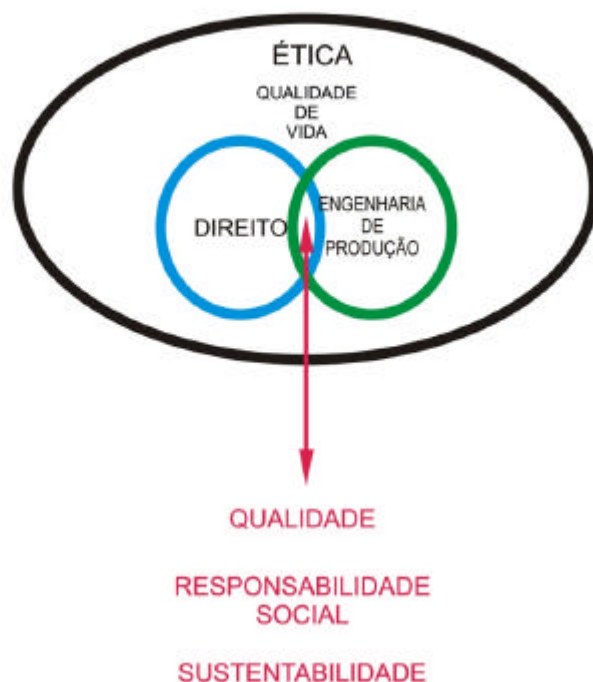 ÉTICA
QUALIDADE
DE
VIDA
DIREITO
ENGENHARIA
DE
PRODUÇÃO
QUALIDADE
RESPONSABILIDADE
SOCIAL
SUSTENTABILIDADE